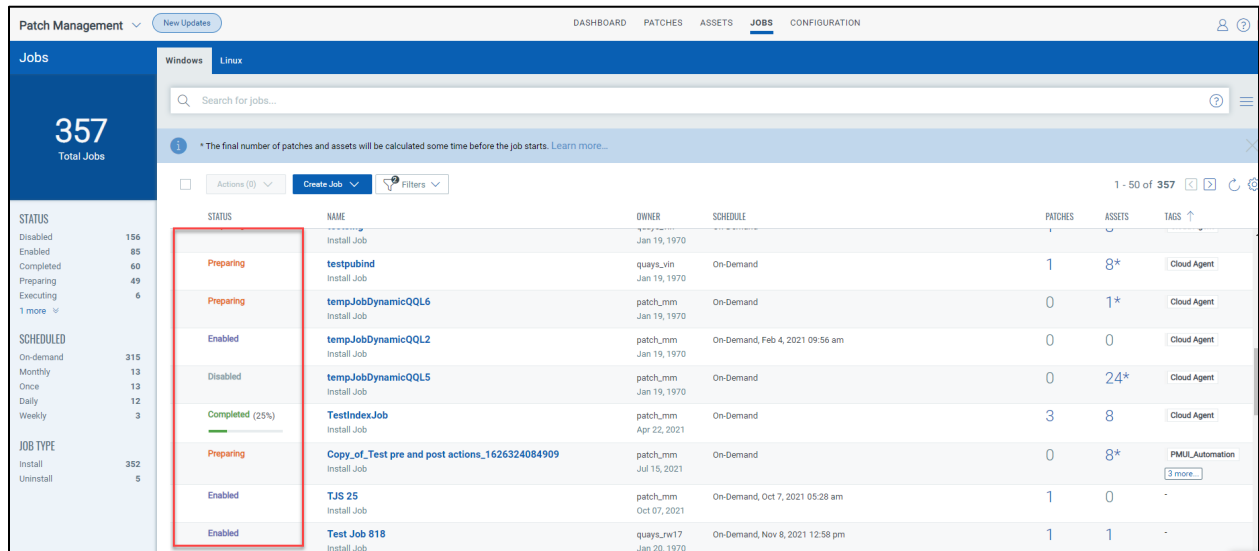 Patch Management
New Updates
DASHBOARD PATCHES ASSETS JOBS CONFIGURATION
Jobs
Windows Linux
Search for jobs...
357
Total Jobs
* The final number of patches and assets will be calculated some time before the job starts. Learn more...
Actions (0) Create Job 2 Filters 1 - 50 of 357
STATUS
Disabled 156
Enabled 85
Completed 60
Preparing 49
Executing 6
1 more
SCHEDULED
On-demand 315
Monthly 13
Once 13
Daily 12
Weekly 3
JOB TYPE
Install 352
Uninstall 5
STATUS NAME OWNER SCHEDULE PATCHES ASSETS TAGS
Install Job Jan 19, 1970
Preparing testpubind quays_vin On-Demand 1 8* Cloud Agent
Install Job Jan 19, 1970
Preparing tempJobDynamicQQL6 patch_mm On-Demand 0 1* Cloud Agent
Install Job Jan 19, 1970
Enabled tempJobDynamicQQL2 patch_mm On-Demand, Feb 4, 2021 09:56 am 0 0 Cloud Agent
Install Job Jan 19, 1970
Disabled tempJobDynamicQQL5 patch_mm On-Demand 0 24* Cloud Agent
Install Job Jan 19, 1970
Completed (25%) TestIndexJob patch_mm On-Demand 3 8 Cloud Agent
Install Job Apr 22, 2021
Preparing Copy_of_Test pre and post actions_1626324084909 patch_mm On-Demand 0 8* PMUI_Automation
Install Job Jul 15, 2021 3 more...
Enabled TJS 25 patch_mm On-Demand, Oct 7, 2021 05:28 am 1 0 -
Install Job Oct 07, 2021
Enabled Test Job 818 quays_rw17 On-Demand, Nov 8, 2021 12:58 pm 1 1 -
Install Job Jan 20, 1970